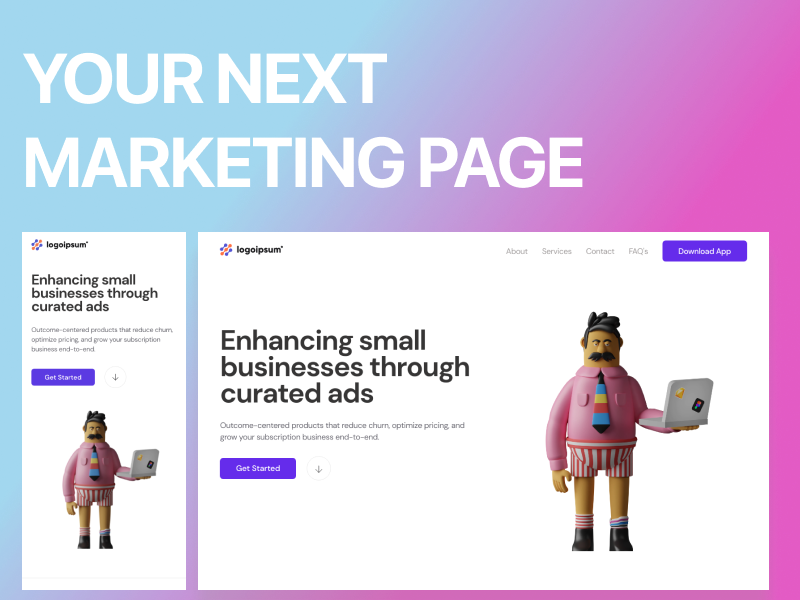 YOUR NEXT
MARKETING PAGE
logoipsum
Enhancing small
businesses through
curated ads
Outcome-centered products that reduce churn,
optimize pricing, and grow your subscription
business end-to-end.
Get Started
logoipsum
About Services Contact FAQ's Download App
Enhancing small
businesses through
curated ads
Outcome-centered products that reduce churn, optimize pricing, and
grow your subscription business end-to-end.
Get Started